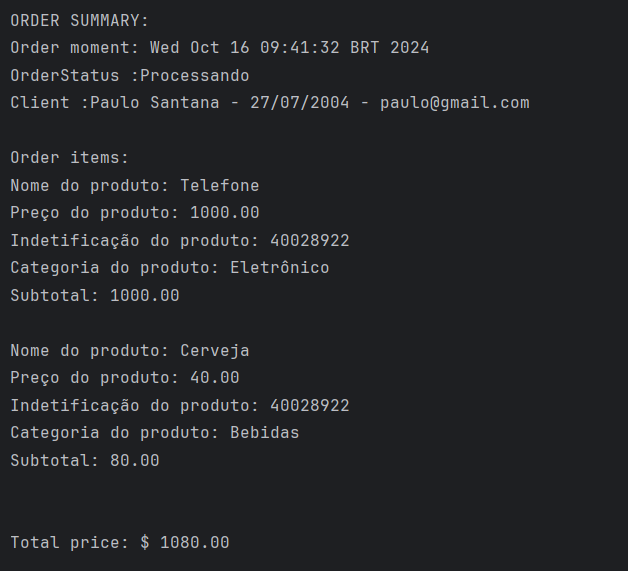 ORDER SUMMARY:
Order moment: Wed Oct 16 09:41:32 BRT 2024
OrderStatus :Processando
Client :Paulo Santana - 27/07/2004 - paulo@gmail.com
Order items:
Nome do produto: Telefone
Preço do produto: 1000.00
Indetificação do produto: 40028922
Categoria do produto: Eletrônico
Subtotal: 1000.00
Nome do produto: Cerveja
Preço do produto: 40.00
Indetificação do produto: 40028922
Categoria do produto: Bebidas
Subtotal: 80.00
Total price: $ 1080.00